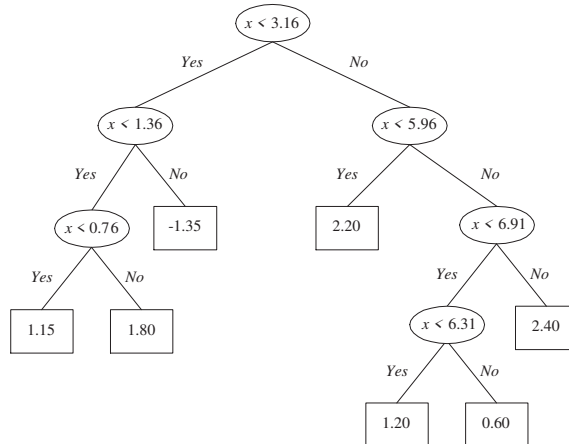 x < 3.16
Yes No
x < 1.36 x < 5.96
Yes No Yes No
x < 0.76 -1.35 2.20 x < 6.91
Yes No Yes No
1.15 1.80 x < 6.31 2.40
Yes No
1.20 0.60